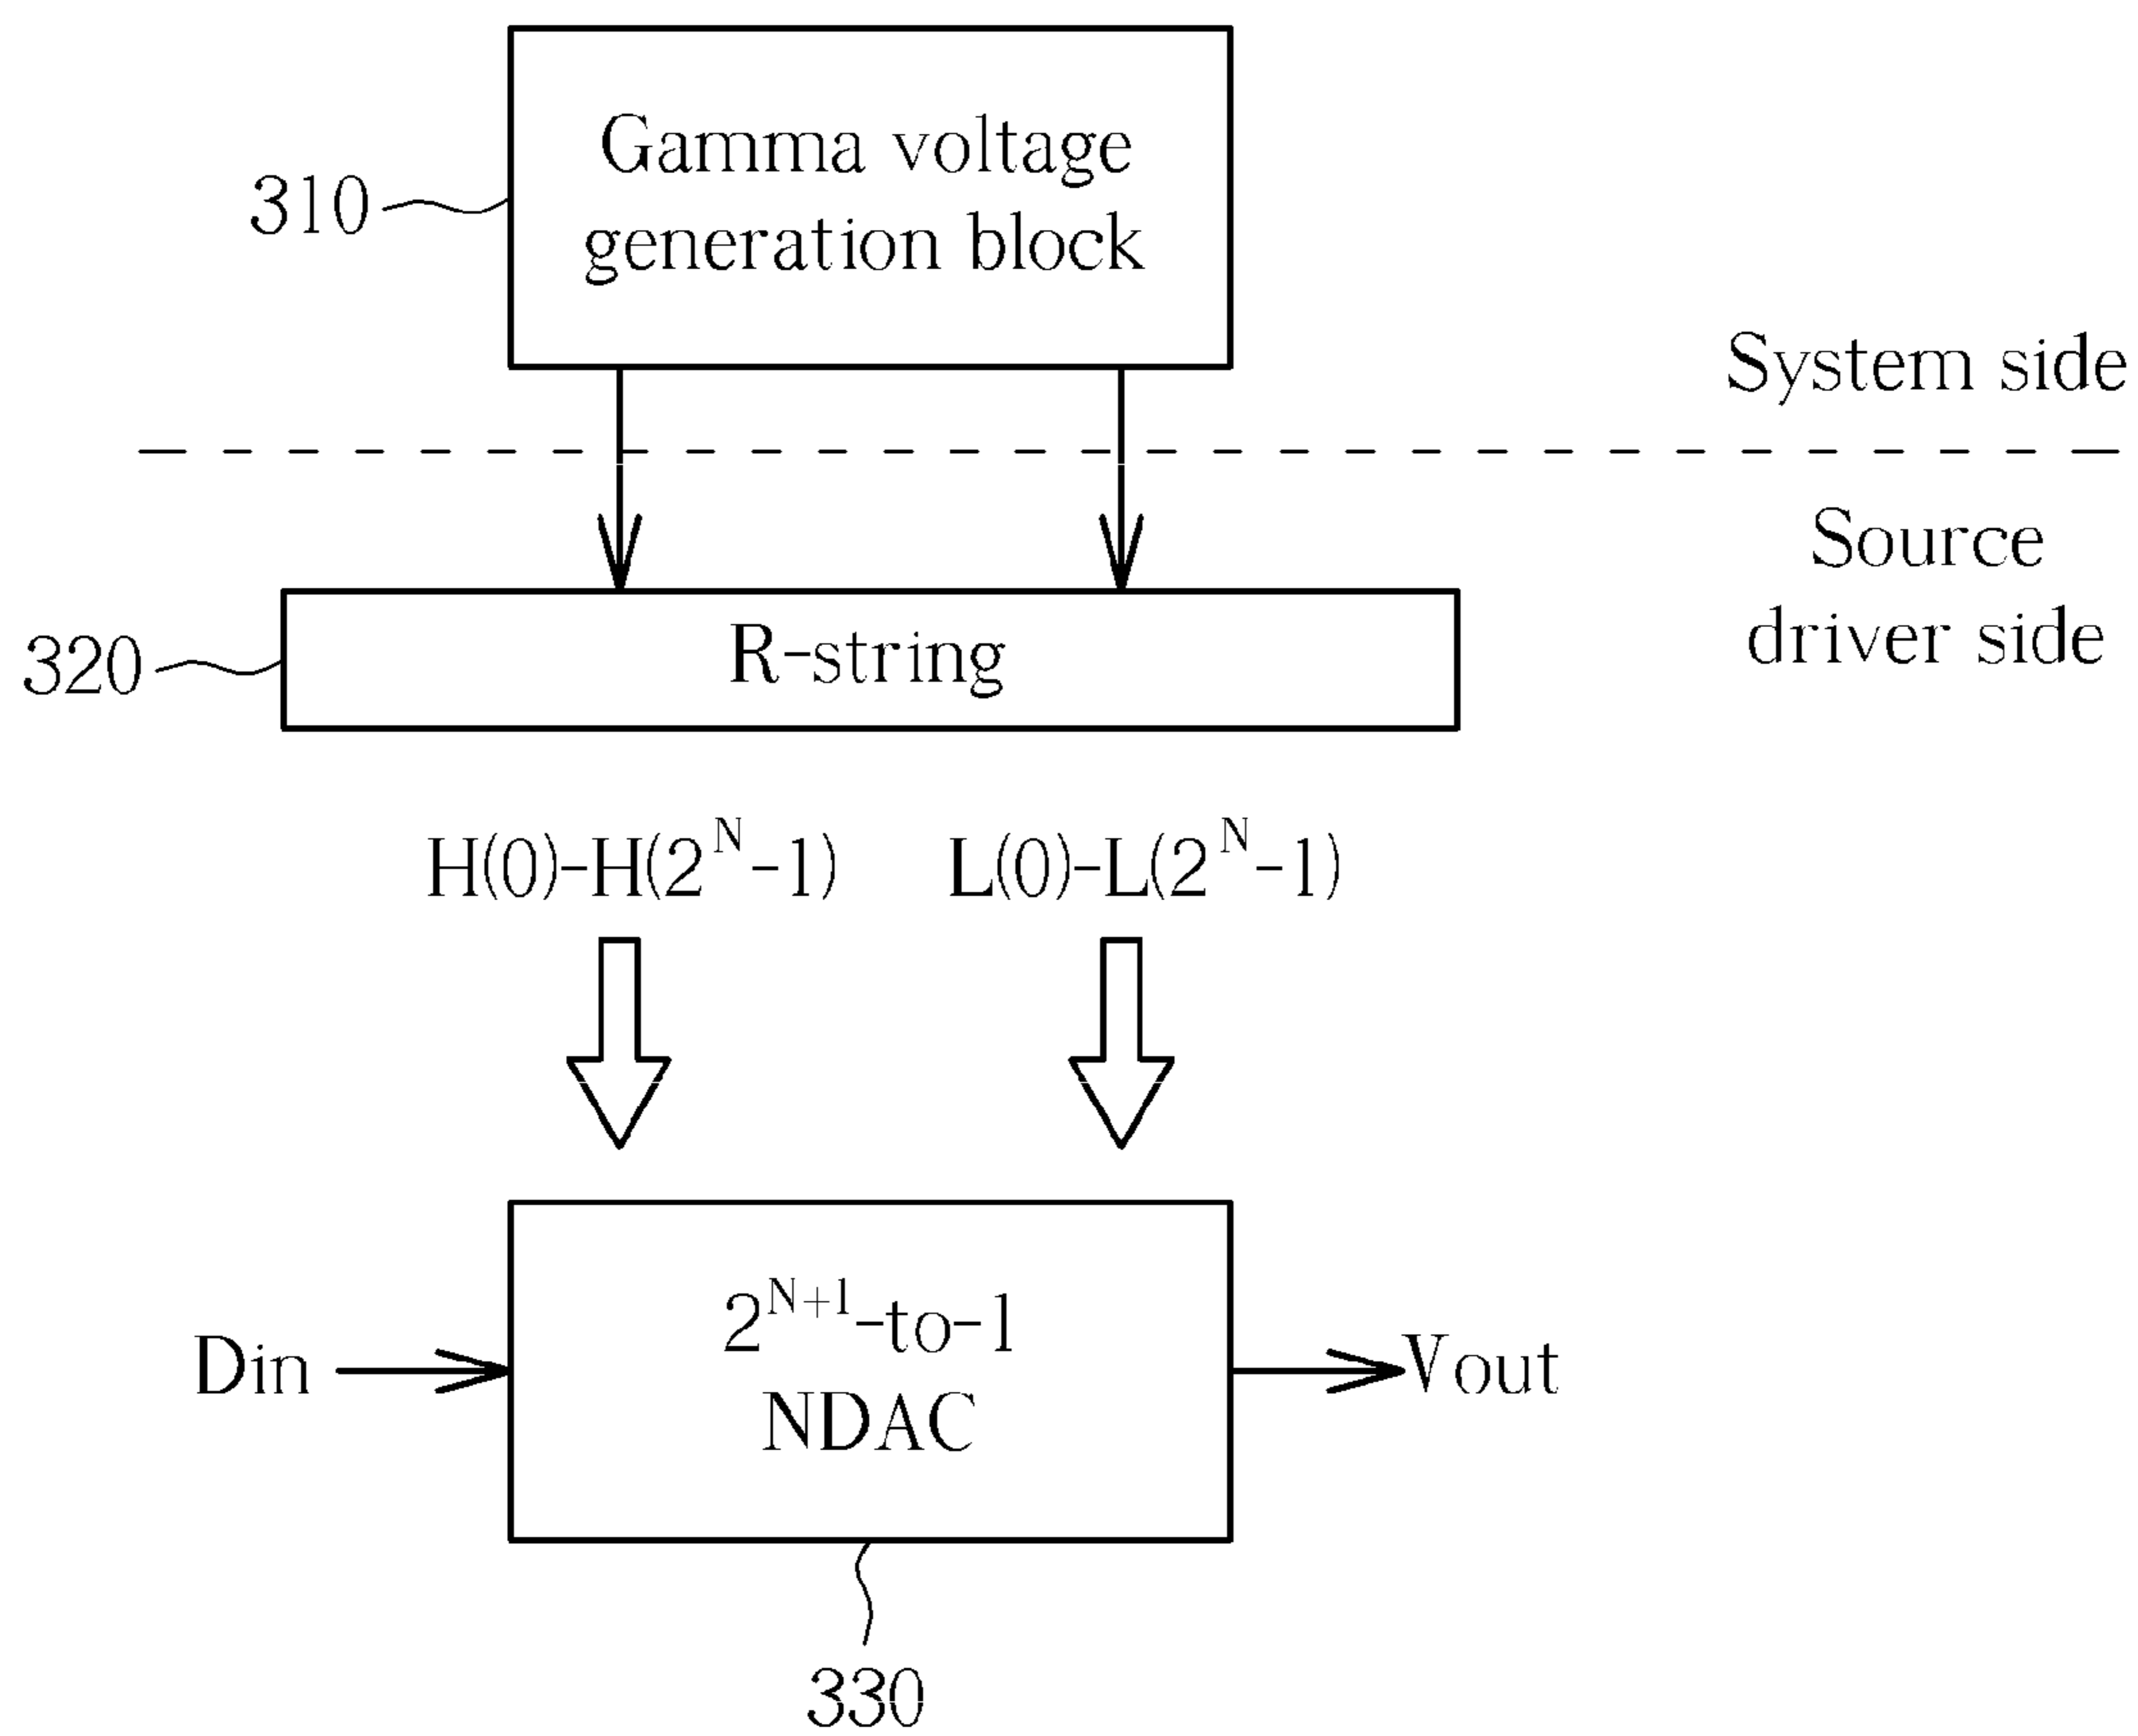 Gamma voltage
generation block
310
System side
Source
driver side
R-string
320
H(0)-H(2^N-1) L(0)-L(2^N-1)
2^{N+1}-to-1
NDAC
Din
Vout
330